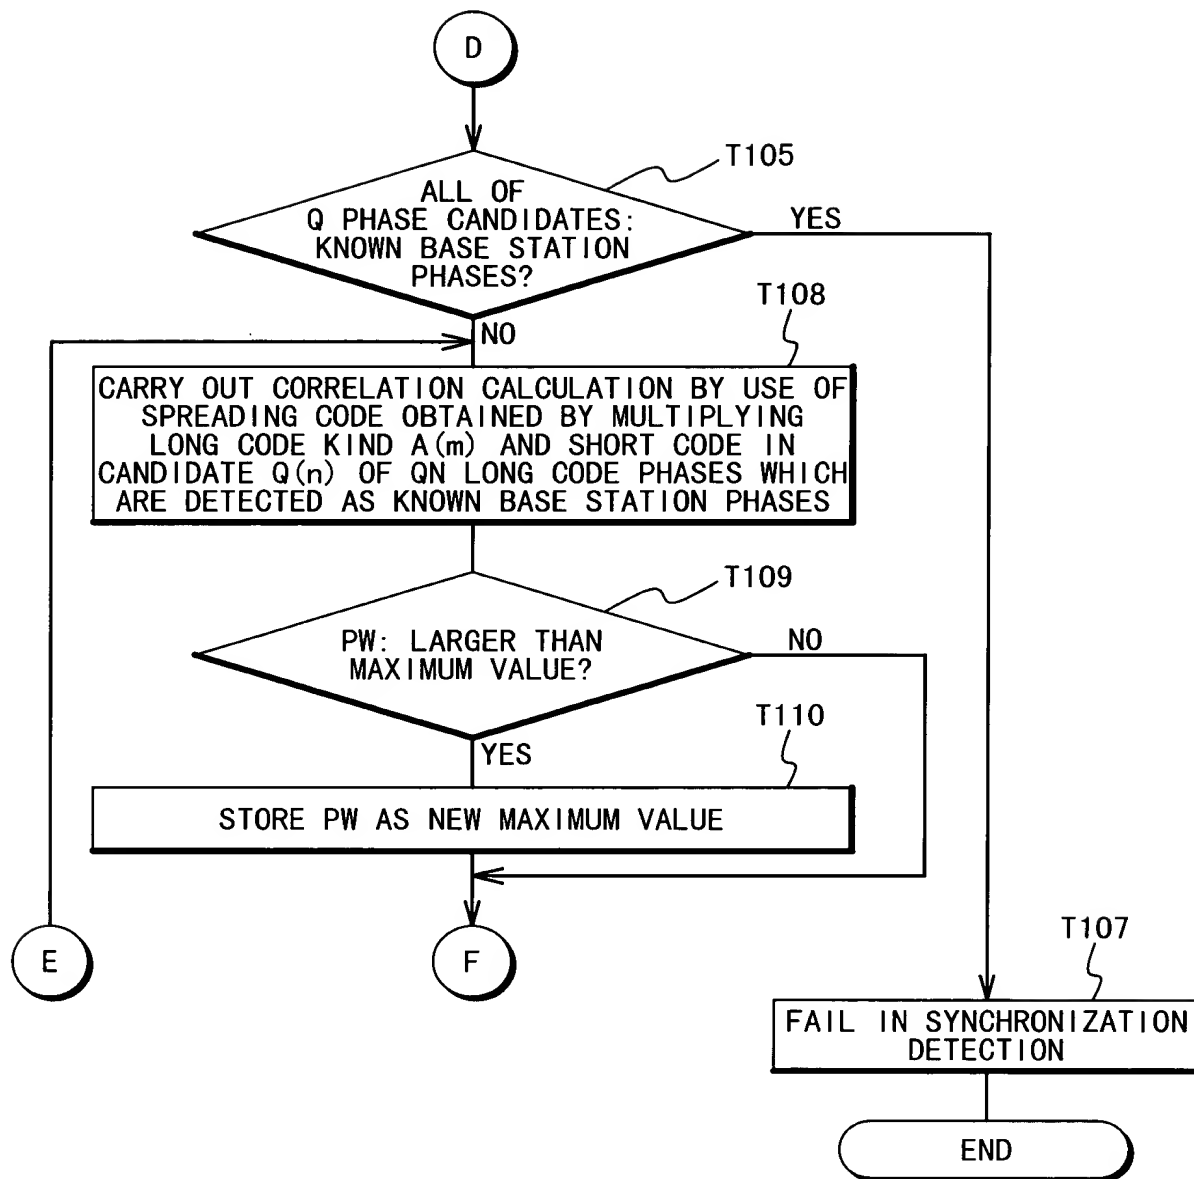 D
T105
ALL OF
Q PHASE CANDIDATES:
KNOWN BASE STATION
PHASES?
YES
T108
NO
CARRY OUT CORRELATION CALCULATION BY USE OF
SPREADING CODE OBTAINED BY MULTIPLYING
LONG CODE KIND A(m) AND SHORT CODE IN
CANDIDATE Q(n) OF QN LONG CODE PHASES WHICH
ARE DETECTED AS KNOWN BASE STATION PHASES
T109
PW: LARGER THAN
MAXIMUM VALUE?
NO
T110
YES
STORE PW AS NEW MAXIMUM VALUE
E
F
T107
FAIL IN SYNCHRONIZATION
DETECTION
END